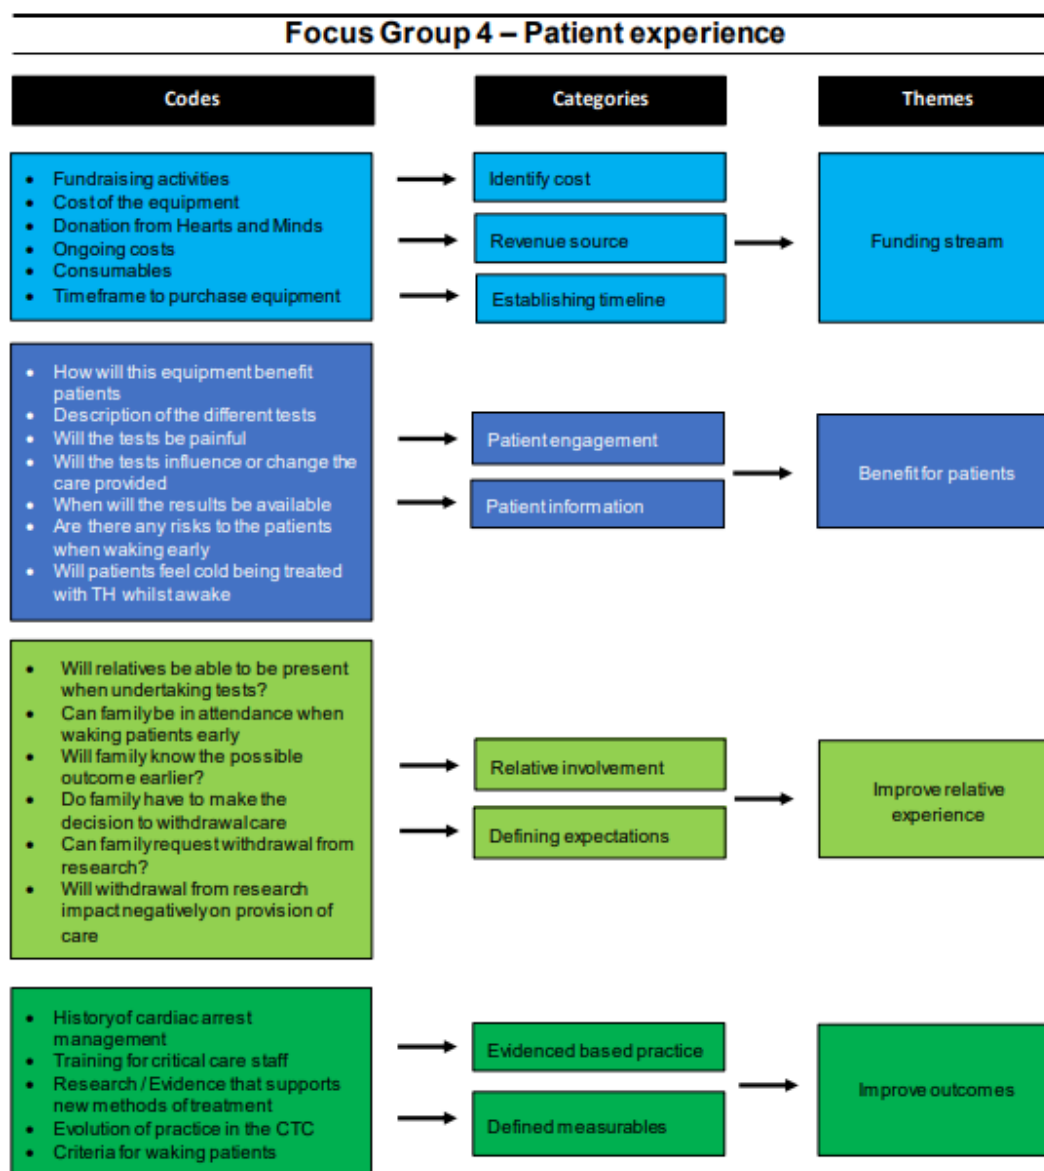 Focus Group 4 – Patient experience
Codes
Categories
Themes
• Fundraising activities
• Cost of the equipment
• Donation from Hearts and Minds
• Ongoing costs
• Consumables
• Timeframe to purchase equipment
Identify cost
Revenue source
Establishing timeline
Funding stream
• How will this equipment benefit
patients
• Description of the different tests
• Will the tests be painful
• Will the tests influence or change the
care provided
• When will the results be available
• Are there any risks to the patients
when waking early
• Will patients feel cold being treated
with TH whilst awake
Patient engagement
Patient information
Benefit for patients
• Will relatives be able to be present
when undertaking tests?
• Can family be in attendance when
waking patients early
• Will family know the possible
outcome earlier?
• Do family have to make the
decision to withdrawal care
• Can family request withdrawal from
research?
• Will withdrawal from research
impact negatively on provision of
care
Relative involvement
Defining expectations
Improve relative
experience
• History of cardiac arrest
management
• Training for critical care staff
• Research / Evidence that supports
new methods of treatment
• Evolution of practice in the CTC
• Criteria for waking patients
Evidenced based practice
Defined measurables
Improve outcomes